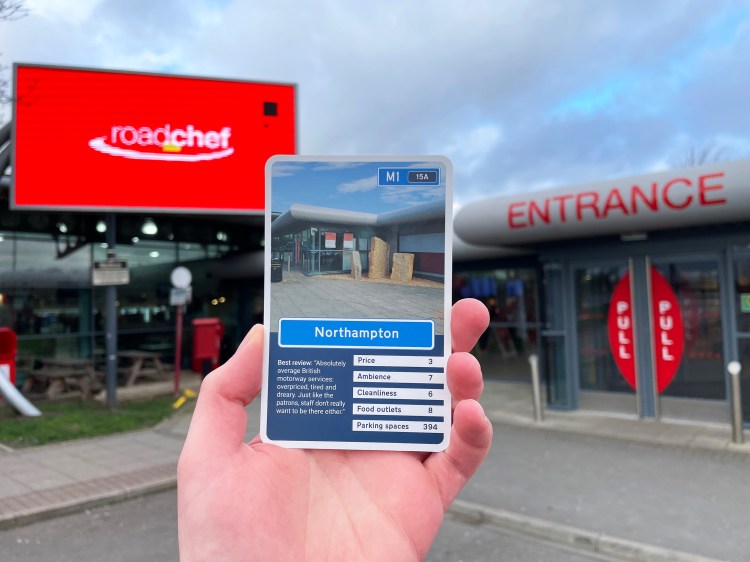 roadchef
ENTRANCE
PULL
PULL
M1 15A
Northampton
Best review: "Absolutely
average British
motorway services:
overpriced, tired and
dreary. Just like the
patrons, staff don't really
want to be there either."
Price 3
Ambience 7
Cleanliness 6
Food outlets 8
Parking spaces 394